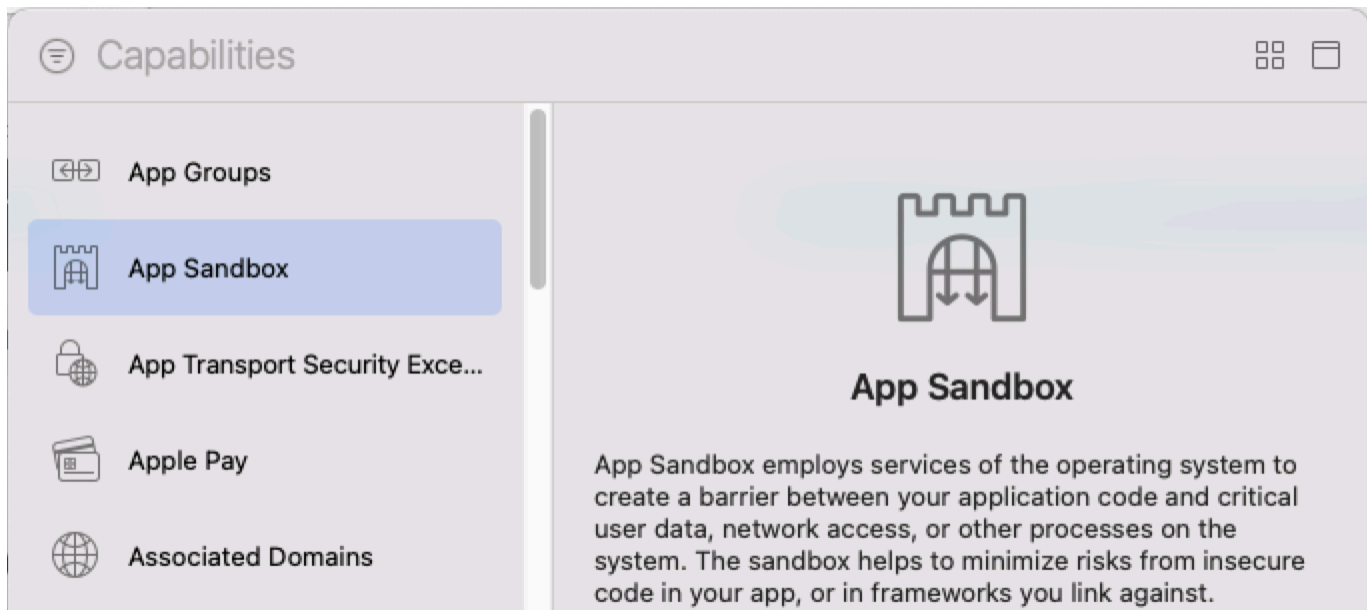 Capabilities
App Groups
App Sandbox
App Transport Security Exce...
Apple Pay
Associated Domains
App Sandbox
App Sandbox employs services of the operating system to
create a barrier between your application code and critical
user data, network access, or other processes on the
system. The sandbox helps to minimize risks from insecure
code in your app, or in frameworks you link against.